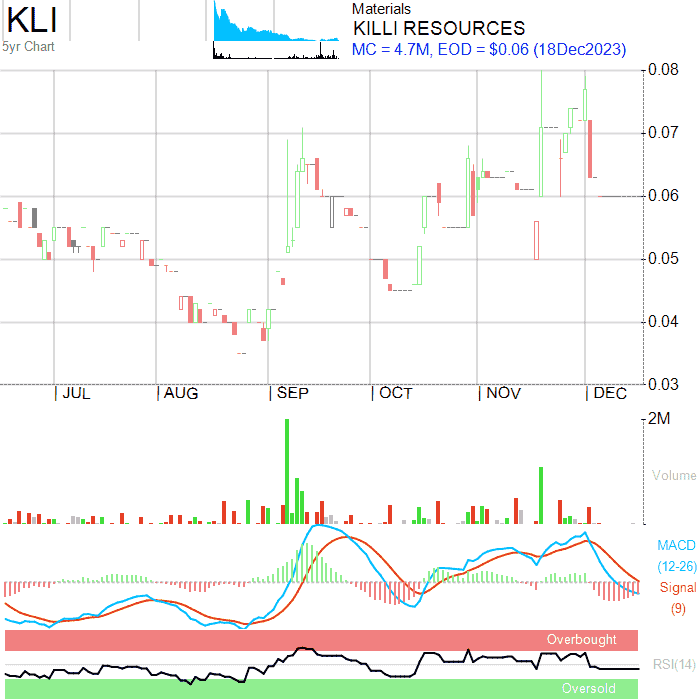 KLI
5yr Chart
Materials
KILLI RESOURCES
MC = 4.7M, EOD = $0.06 (18Dec2023)
0.08
0.07
0.06
0.05
0.04
0.03
JUL AUG SEP OCT NOV DEC
2M
Volume
MACD
(12-26)
Signal
(9)
Overbought
RSI(14)
Oversold